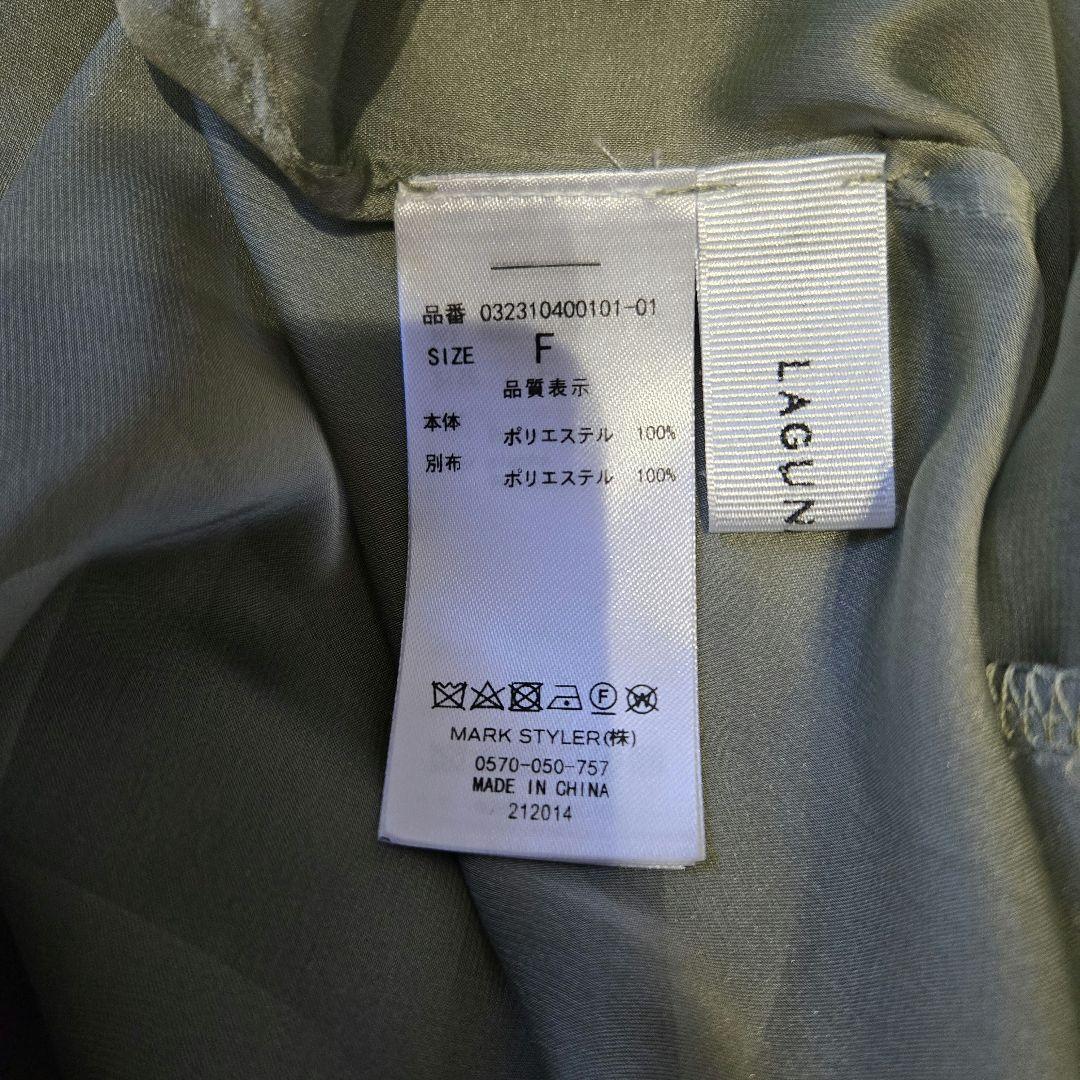 品番 032310400101-01
SIZE F
品質表示
本体 ポリエステル 100%
別布 ポリエステル 100%
F W
MARK STYLER(株)
0570-050-757
MADE IN CHINA
212014
LAGUN